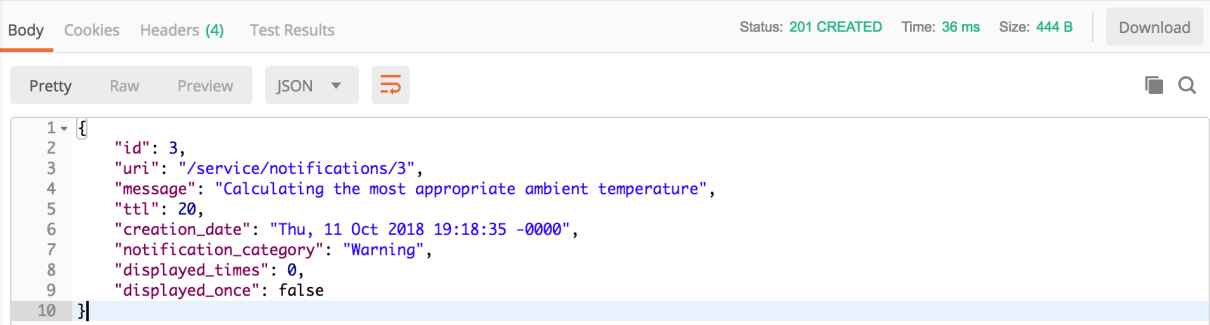 Body Cookies Headers (4) Test Results Status: 201 CREATED Time: 36 ms Size: 444 B Download
Pretty Raw Preview JSON
1 {
2 "id": 3,
3 "uri": "/service/notifications/3",
4 "message": "Calculating the most appropriate ambient temperature",
5 "ttl": 20,
6 "creation_date": "Thu, 11 Oct 2018 19:18:35 -0000",
7 "notification_category": "Warning",
8 "displayed_times": 0,
9 "displayed_once": false
10 }